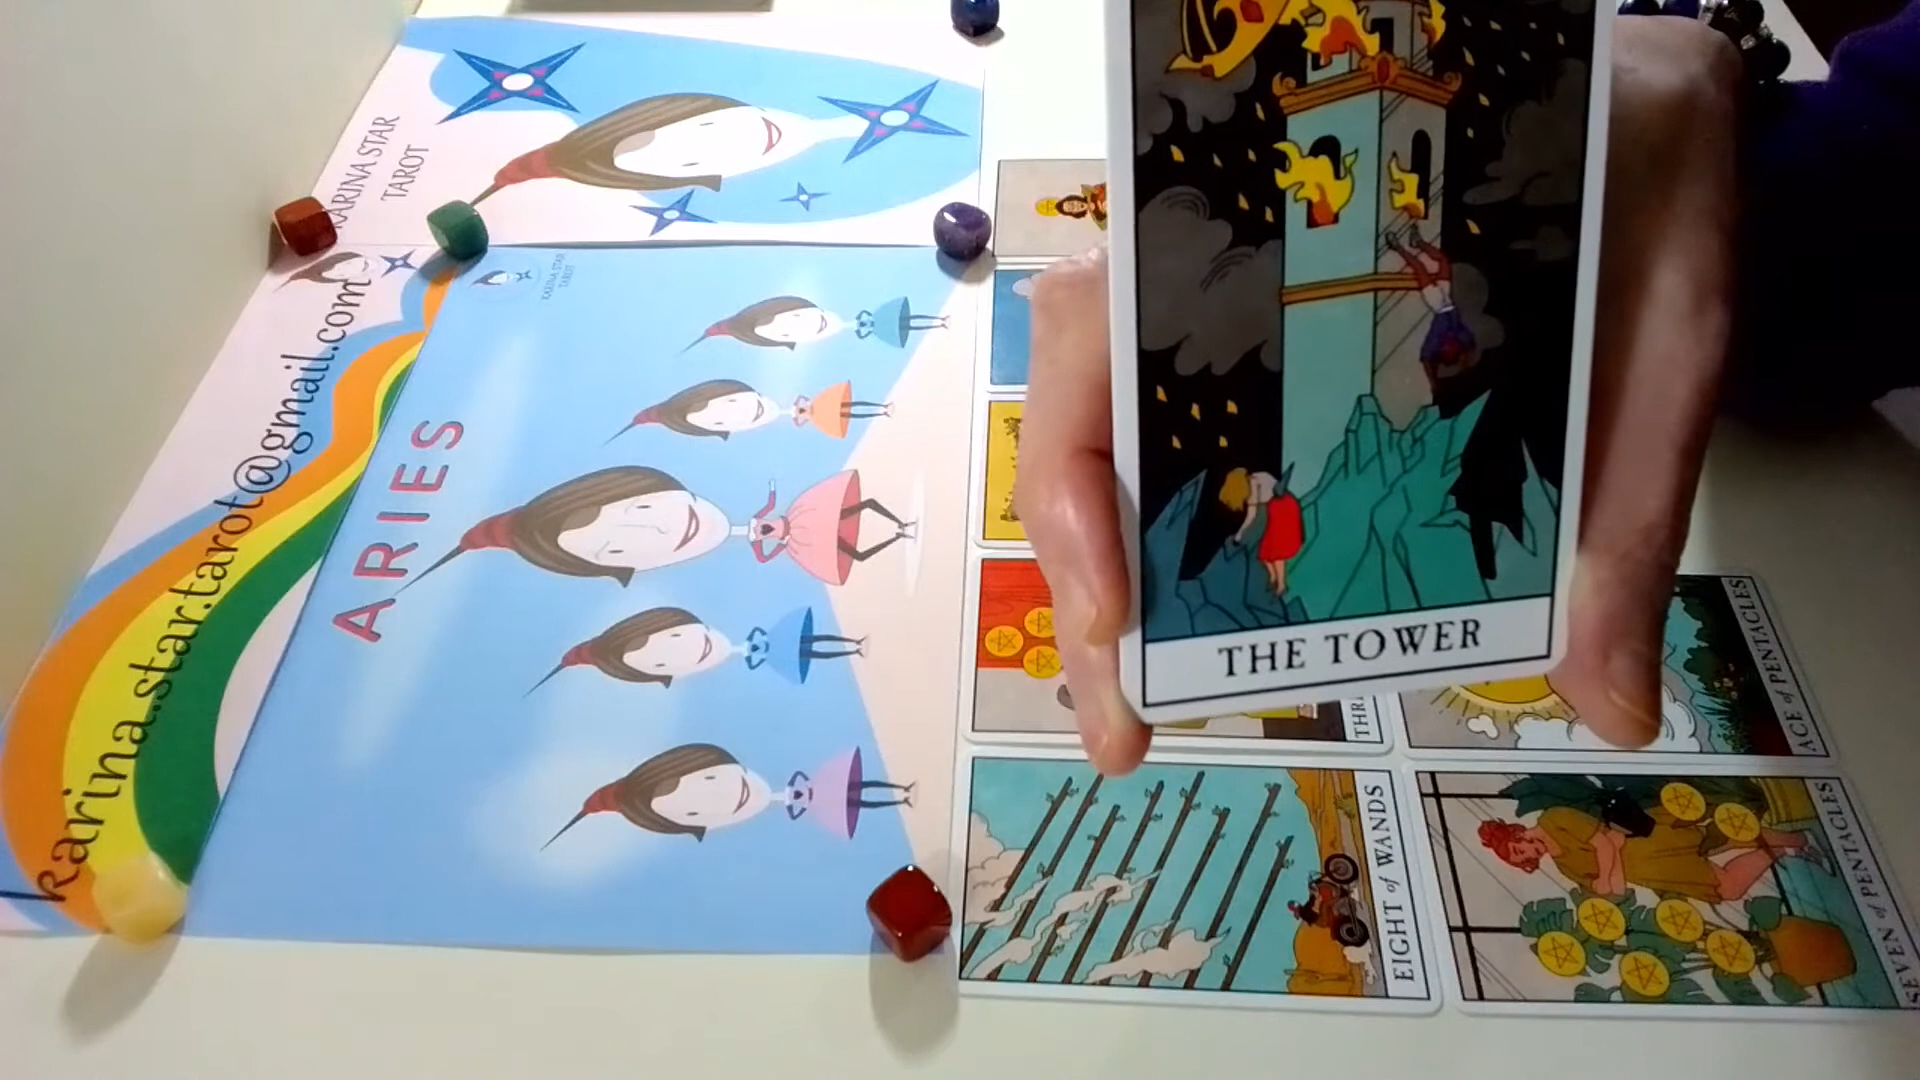 KARINA STAR
TAROT
karina.star.tarot@gmail.com
KARINA STAR
TAROT
ARIES
THE TOWER
ACE of PENTACLES
EIGHT of WANDS
SEVEN of PENTACLES